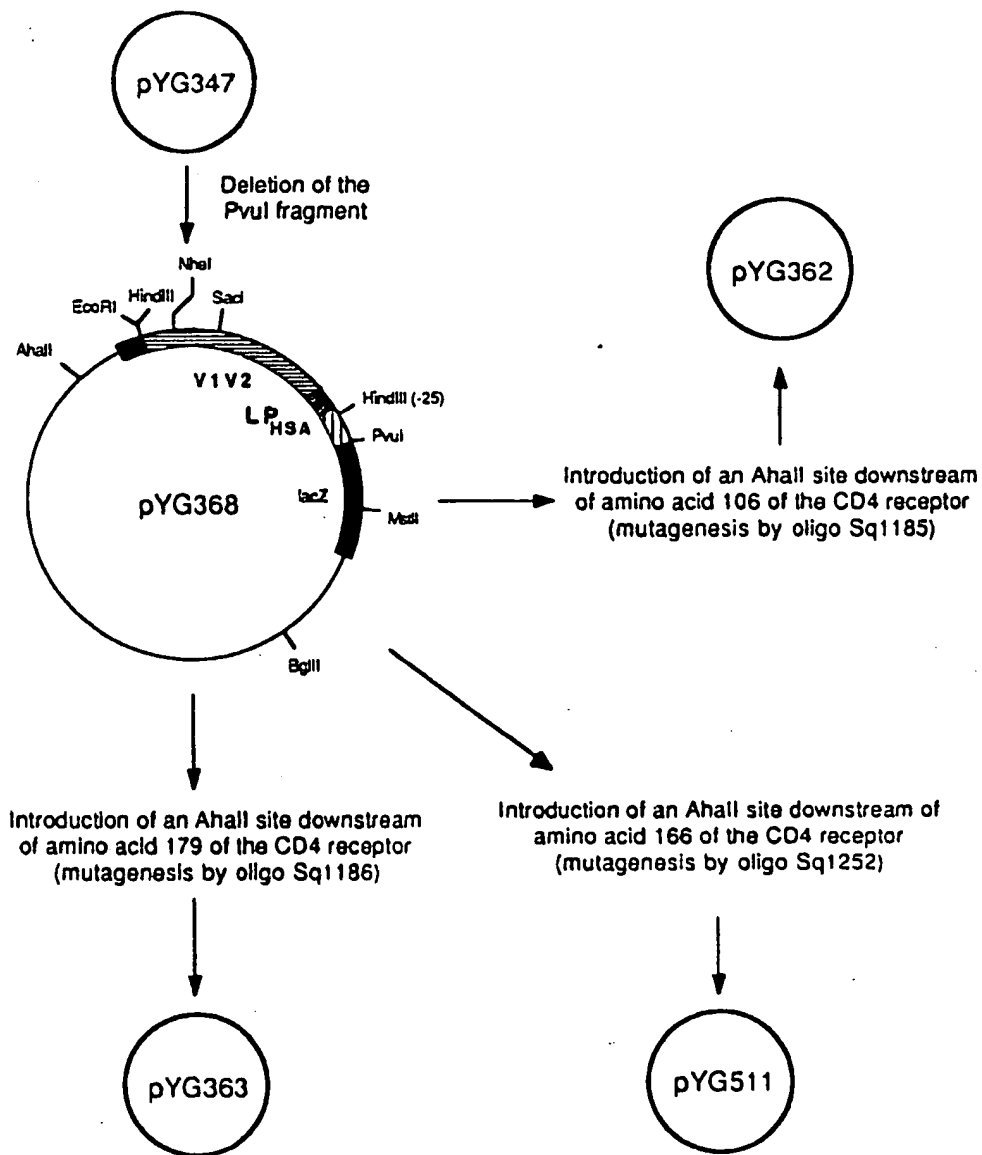 pYG347
Deletion of the
PvuI fragment
NheI
HindIII
SacI
EcoRI
AhaII
V1V2
LP HSA
HindIII (-25)
PvuI
lacZ
MstII
pYG368
BglII
pYG362
Introduction of an AhaII site downstream
of amino acid 106 of the CD4 receptor
(mutagenesis by oligo Sq1185)
Introduction of an AhaII site downstream
of amino acid 179 of the CD4 receptor
(mutagenesis by oligo Sq1186)
Introduction of an AhaII site downstream of
amino acid 166 of the CD4 receptor
(mutagenesis by oligo Sq1252)
pYG363
pYG511